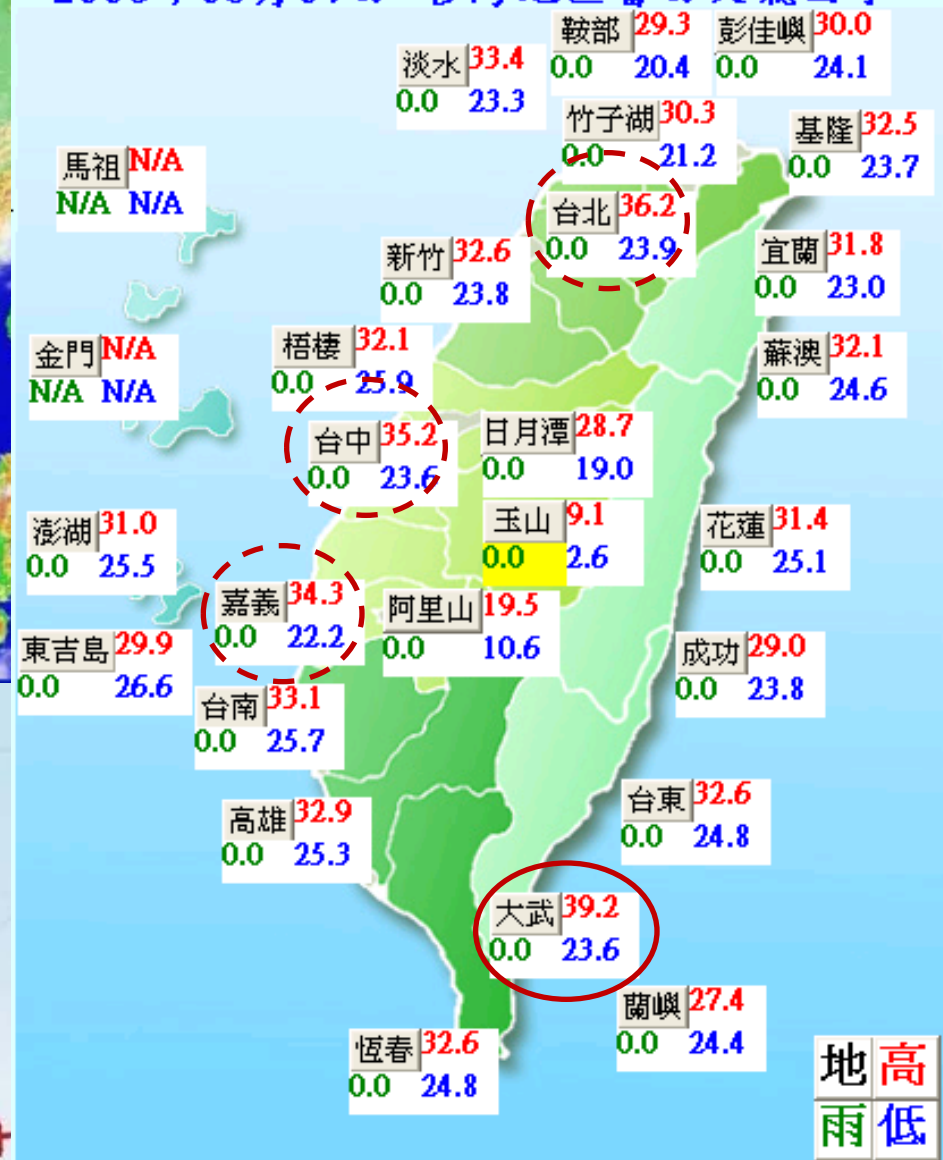 鞍部 29.3
0.0 20.4
彭佳嶼 30.0
0.0 24.1
淡水 33.4
0.0 23.3
竹子湖 30.3
0.0 21.2
基隆 32.5
0.0 23.7
馬祖 N/A
N/A N/A
台北 36.2
0.0 23.9
新竹 32.6
0.0 23.8
宜蘭 31.8
0.0 23.0
金門 N/A
N/A N/A
梧棲 32.1
0.0 25.9
蘇澳 32.1
0.0 24.6
台中 35.2
0.0 23.6
日月潭 28.7
0.0 19.0
澎湖 31.0
0.0 25.5
玉山 9.1
0.0 2.6
花蓮 31.4
0.0 25.1
嘉義 34.3
0.0 22.2
阿里山 19.5
0.0 10.6
東吉島 29.9
0.0 26.6
成功 29.0
0.0 23.8
台南 33.1
0.0 25.7
高雄 32.9
0.0 25.3
台東 32.6
0.0 24.8
大武 39.2
0.0 23.6
蘭嶼 27.4
0.0 24.4
恆春 32.6
0.0 24.8
地 高
雨 低